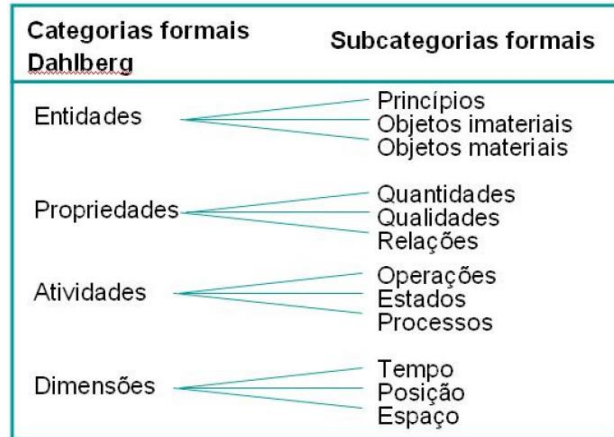 Categorias formais
Dahlberg
Subcategorias formais
Entidades
Princípios
Objetos imateriais
Objetos materiais
Propriedades
Quantidades
Qualidades
Relações
Atividades
Operações
Estados
Processos
Dimensões
Tempo
Posição
Espaço